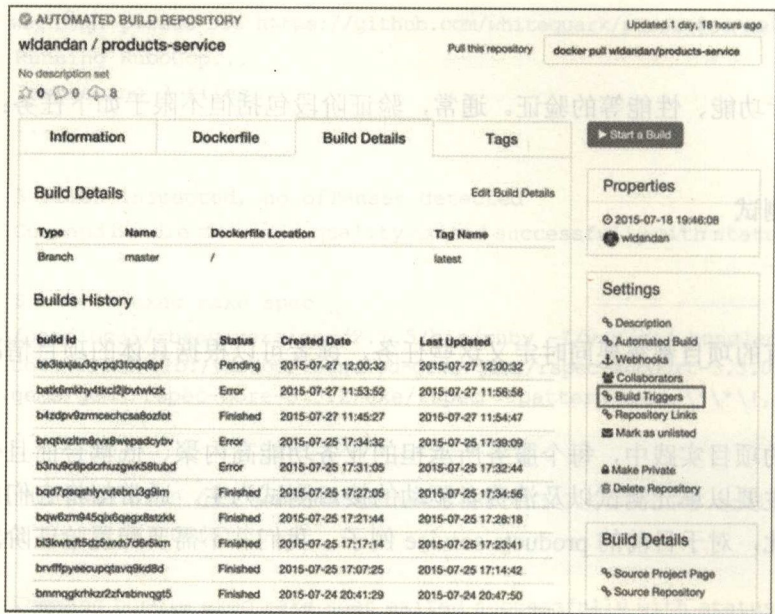 AUTOMATED BUILD REPOSITORY
Updated 1 day, 18 hours ago
wldandan / products-service
Pull this repository
docker pull wldandan/products-service
No description set
0 0 8
Information Dockerfile Build Details Tags
Start a Build
Build Details
Edit Build Details
Type Name Dockerfile Location Tag Name
Branch master / latest
Builds History
build Id Status Created Date Last Updated
be3sxjau3qvpql3foqq8pf Pending 2015-07-27 12:00:32 2015-07-27 12:00:32
batk6mkhy4tkcl2jbvtwkzk Error 2015-07-27 11:53:52 2015-07-27 11:58:59
b4zdpv9zrmcechcsa8ozfot Finished 2015-07-27 11:45:27 2015-07-27 11:54:47
bnqtwzltm8rvx8wepadcybv Error 2015-07-25 17:34:32 2015-07-25 17:39:09
b3nu9c8pdcrhuzgwk58tubd Error 2015-07-25 17:31:05 2015-07-25 17:32:44
Finished 2015-07-25 17:27:05 2015-07-25 17:34:56
bqw6zm945qix6qegx8stzkk Finished 2015-07-25 17:21:44 2015-07-25 17:28:18
Finished 2015-07-25 17:17:14 2015-07-25 17:23:41
brvfffpyeecupqtavq9kd8d Finished 2015-07-25 17:07:25 2015-07-25 17:14:42
bmmqgkrhkzr2zfvsbnvqgt5 Finished 2015-07-24 20:41:29 2015-07-24 20:47:50
Properties
2015-07-18 19:46:08
wldandan
Settings
Description
Automated Build
Webhooks
Collaborators
Build Triggers
Repository Links
Mark as unlisted
Make Private
Delete Repository
Build Details
Source Project Page
Source Repository